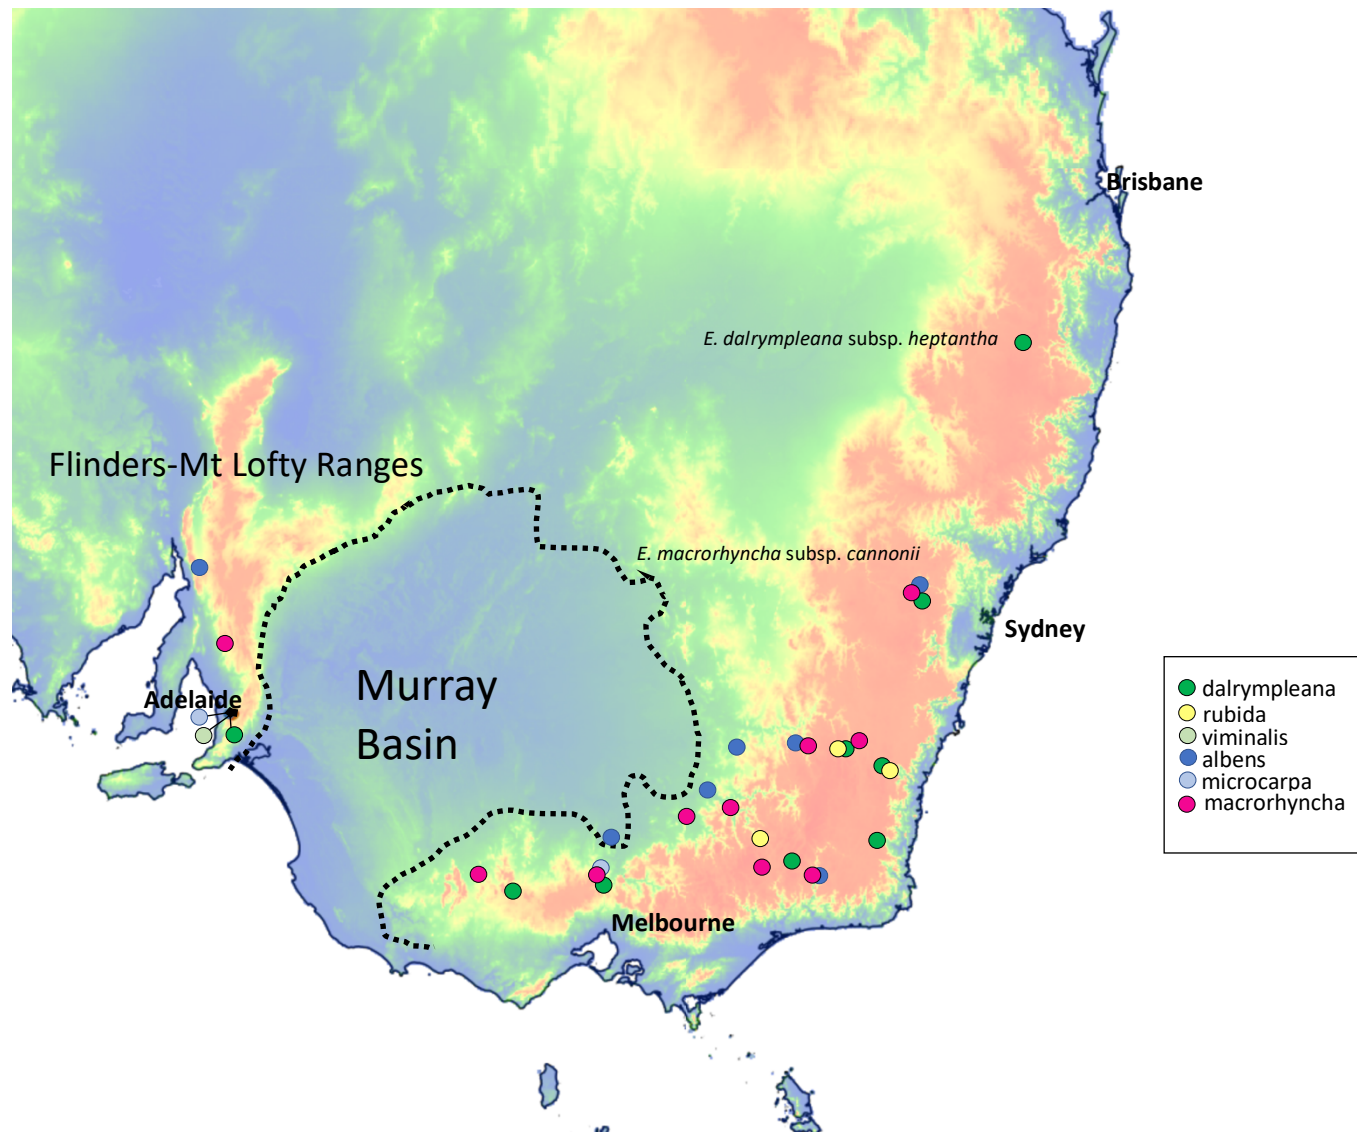 Brisbane
E. dalrympleana subsp. heptantha
Flinders-Mt Lofty Ranges
E. macrorhyncha subsp. cannonii
Sydney
Murray
Basin
Adelaide
Melbourne
dalrympleana
rubida
viminalis
albens
microcarpa
macrorhyncha